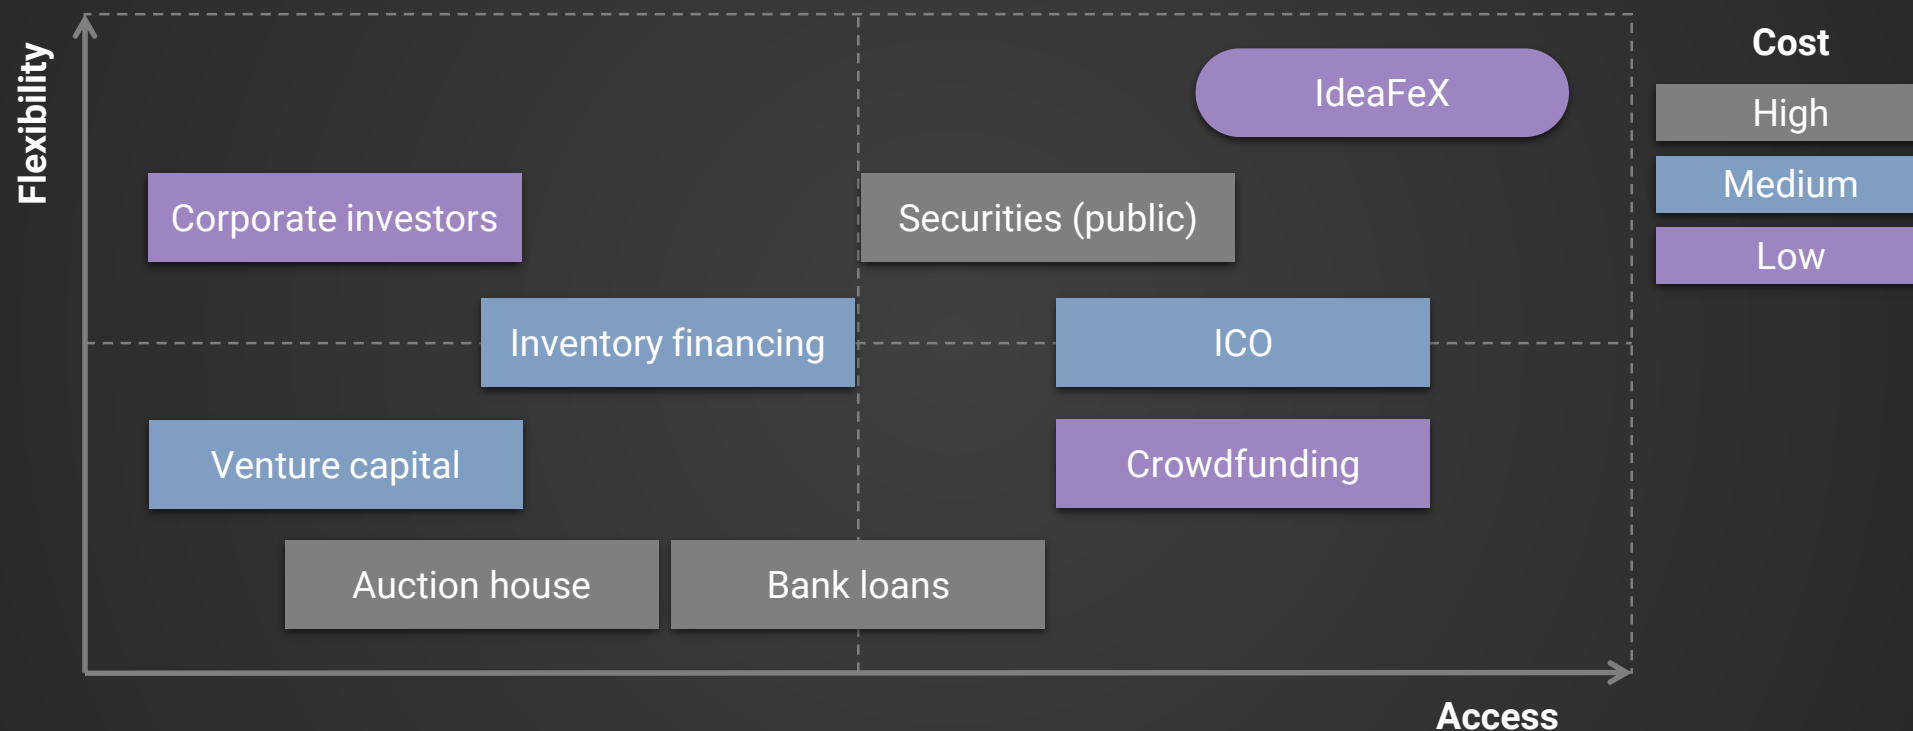 Flexibility
IdeaFeX
Corporate investors
Securities (public)
Inventory financing
ICO
Venture capital
Crowdfunding
Auction house
Bank loans
Access
Cost
High
Medium
Low